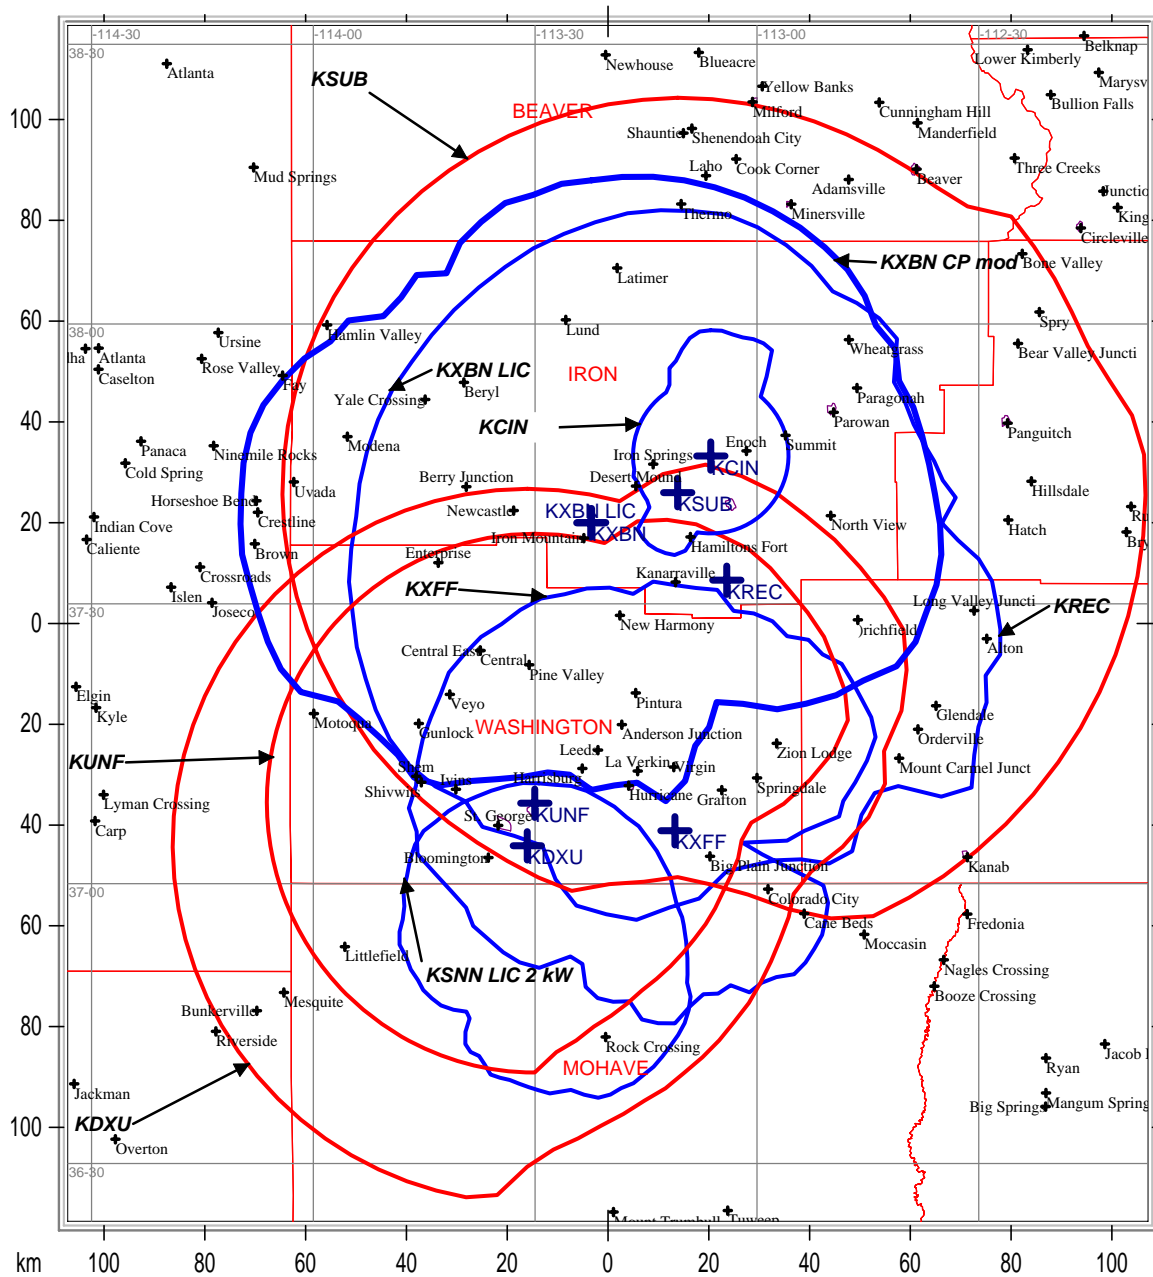 -114-30
-114-00
-113-30
-113-00
-112-30
38-30
Belknap
Lower Kimberly
Newhouse
Blueacre
Atlanta
KSUB
Marysv
Yellow Banks
BEAVER
Milford
Cunningham Hill
Bullion Falls
100
Shauntie
Shenendoah City
Manderfield
Mud Springs
Laho
Cook Corner
Adamsville
Beaver
Three Creeks
Junctio
80
Thermo
Minersville
King
Circleville
KXBN CP mod
Bone Valley
Latimer
60
38-00
Ursine
Hamlin Valley
Lund
Spry
Wheatgrass
Bear Valley Juncti
lha
Atlanta
Rose Valley
Caselton
Fay
KXBN LIC
IRON
Yale Crossing
Beryl
Paragonah
40
KCIN
Parowan
Panguitch
Panaca
Ninemile Rocks
Modena
Enoch
Summit
Cold Spring
Iron Springs
KCIN
Uvada
Berry Junction
Desert Mound
Hillsdale
Horseshoe Bend
Newcastle
KXBN LIC
KSUB
20
Indian Cove
Crestline
North View
Hatch
Ru
Caliente
Brown
Iron Mountain
KXBN
Hamiltons Fort
Bry
Enterprise
Crossroads
Kanarraville
Islen
Joseco
KXFF
KREC
37-30
Long Valley Juncti
KREC
0
New Harmony
Alton
Central East
Central
Pine Valley
Elgin
Kyle
Veyo
Pintura
Glendale
20
Motoqua
Gunlock
WASHINGTON
Anderson Junction
Orderville
KUNF
Leed
Zion Lodge
Shem
Ivins
Harrisburg
La Verkin
Virgin
Mount Carmel Junct
Lyman Crossing
Shivwits
Hurricane
Grafton
Springdale
40
Carp
St. George
KUNF
KXFF
Bloomington
KDXU
Big Plain Junction
Kanab
37-00
Colorado City
60
Cane Beds
Fredonia
Littlefield
Moccasin
KSNN LIC 2 kW
Nagles Crossing
Mesquite
Booze Crossing
80
Bunkerville
Riverside
Rock Crossing
MOHAVE
Ryan
Jackman
Big Springs
Mangum Spring
100
KDXU
Overton
36-30
Mount Trumbull
Tuweep
km
100
80
60
40
20
0
20
40
60
80
100